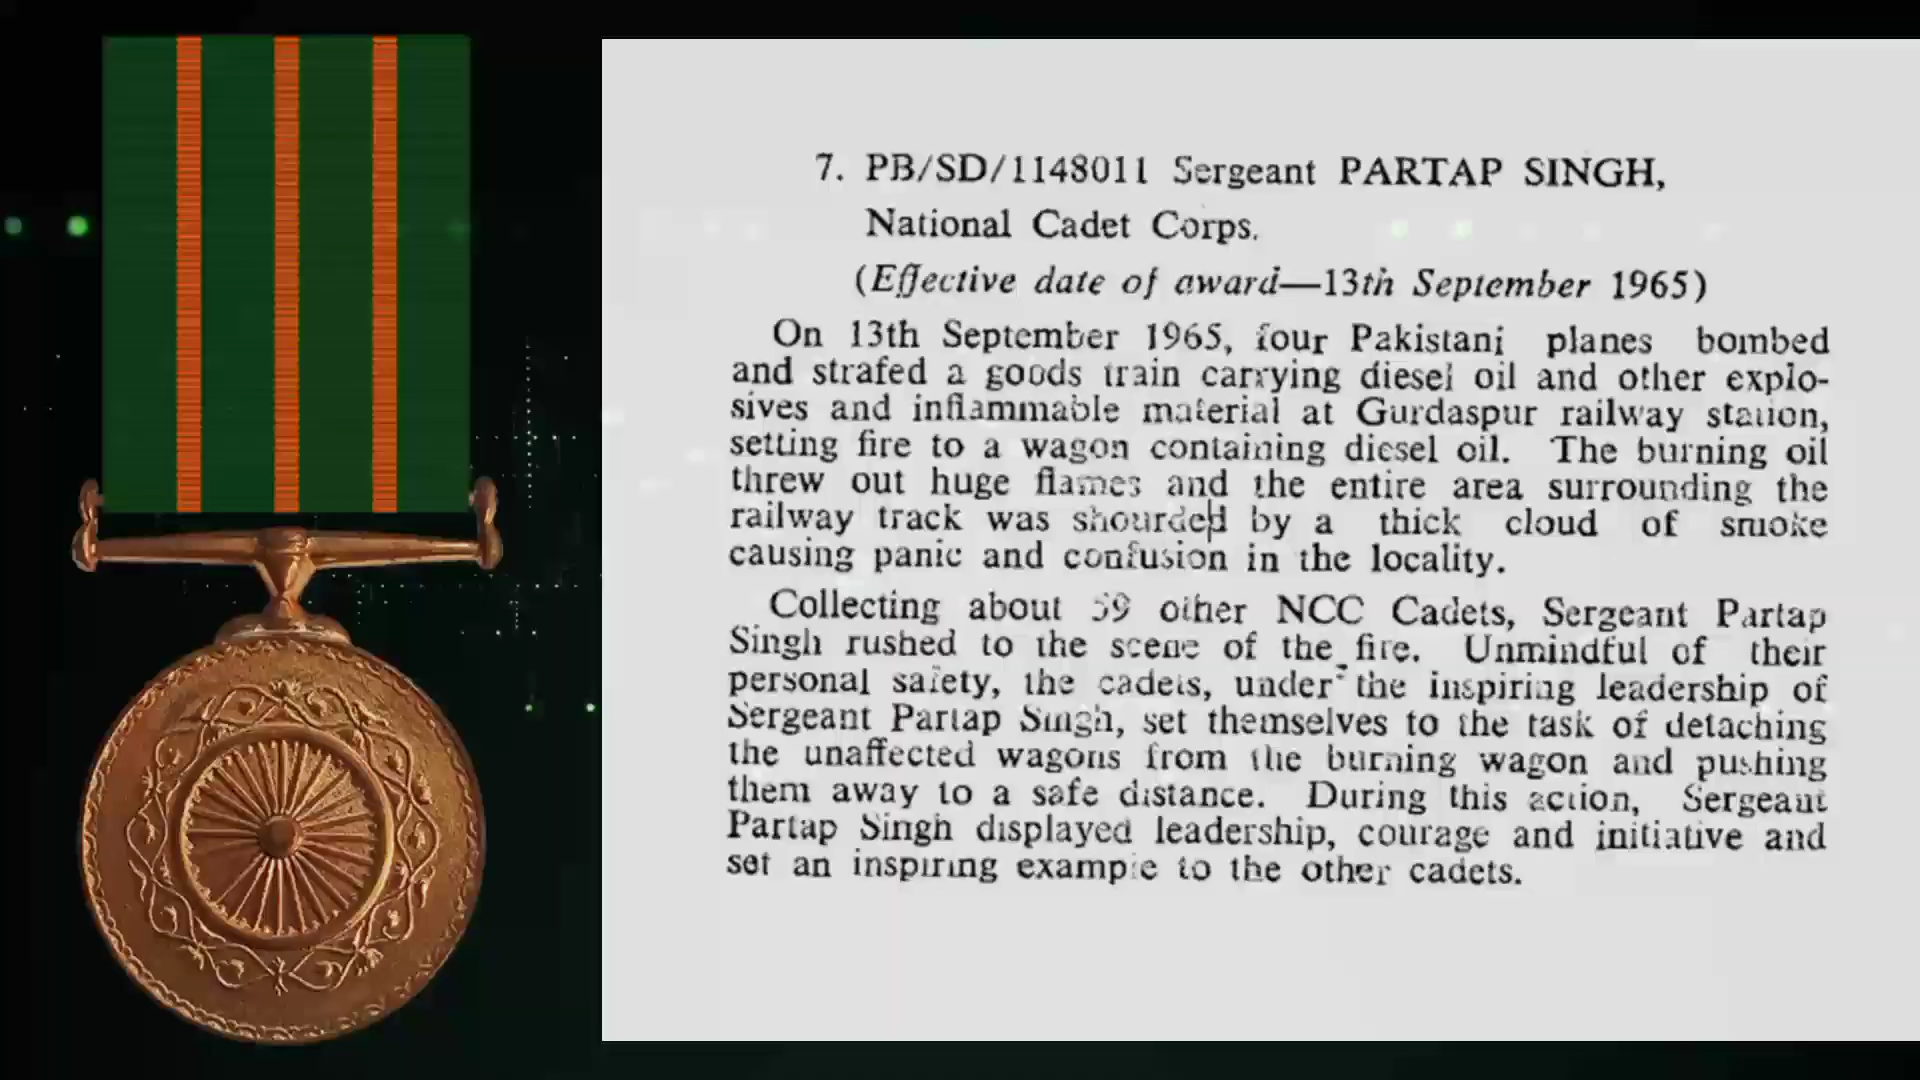 7. PB/SD/1148011 Sergeant PARTAP SINGH,
National Cadet Corps.
(Effective date of award—13th September 1965)
On 13th September 1965, four Pakistani planes bombed
and strafed a goods train carrying diesel oil and other explo-
sives and inflammable material at Gurdaspur railway station,
setting fire to a wagon containing diesel oil. The burning oil
threw out huge flames and the entire area surrounding the
railway track was shourded by a thick cloud of smoke
causing panic and confusion in the locality.
Collecting about other NCC Cadets, Sergeant Partap
Singh rushed to the scene of the fire. Unmindful of their
personal safety, the cadets, under the inspiring leadership of
Sergeant Partap Singh, set themselves to the task of detaching
the unaffected wagons from the burning wagon and pushing
them away to a safe distance. During this action, Sergeant
Partap Singh displayed leadership, courage and initiative and
set an inspiring example to the other cadets.